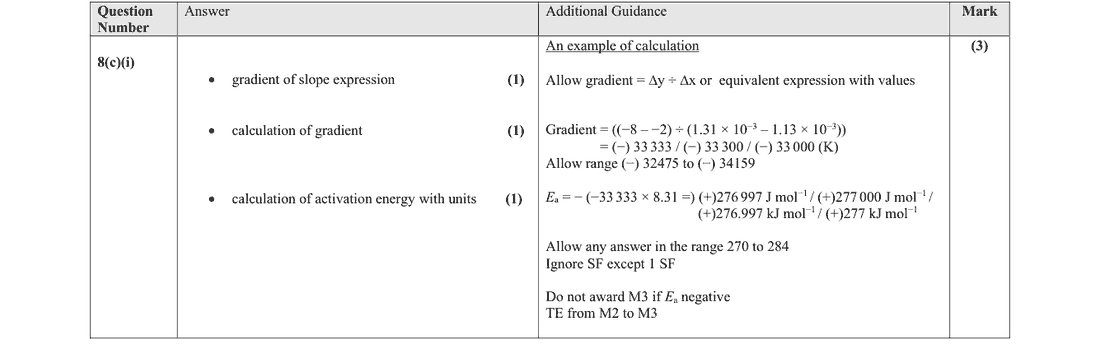 Question Number
Answer
Additional Guidance
Mark
8(c)(i)
An example of calculation
(3)
• gradient of slope expression (1)
Allow gradient = Δy ÷ Δx or equivalent expression with values
• calculation of gradient (1)
Gradient = ((−8 – −2) ÷ (1.31 × 10⁻³ – 1.13 × 10⁻³))
= (−) 33 333 / (−) 33 300 / (−) 33 000 (K)
Allow range (−) 32475 to (−) 34159
• calculation of activation energy with units (1)
Eₐ = − (−33 333 × 8.31 =) (+)276 997 J mol⁻¹ / (+)277 000 J mol⁻¹ /
(+)276.997 kJ mol⁻¹ / (+)277 kJ mol⁻¹
Allow any answer in the range 270 to 284
Ignore SF except 1 SF
Do not award M3 if Eₐ negative
TE from M2 to M3